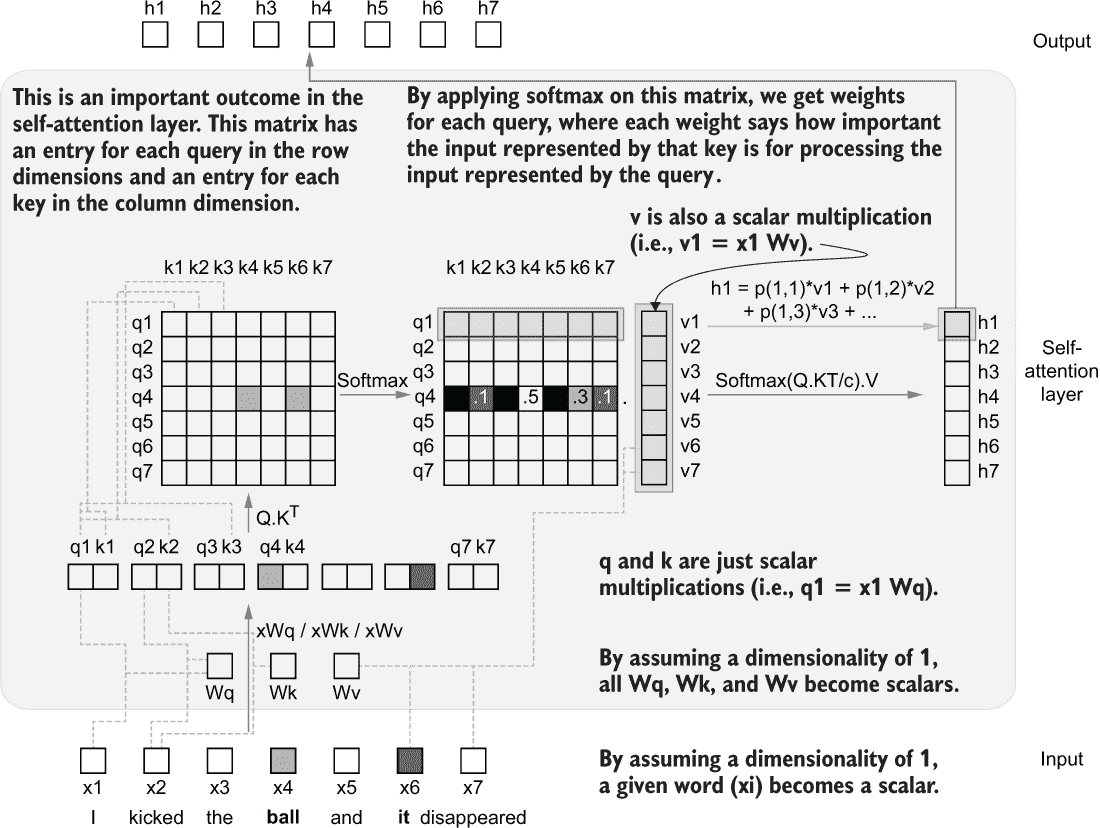 h1 h2 h3 h4 h5 h6 h7
Output
This is an important outcome in the
self-attention layer. This matrix has
an entry for each query in the row
dimensions and an entry for each
key in the column dimension.
By applying softmax on this matrix, we get weights
for each query, where each weight says how important
the input represented by that key is for processing the
input represented by the query.
v is also a scalar multiplication
(i.e., v1 = x1 Wv).
k1 k2 k3 k4 k5 k6 k7
q1
q2
q3
q4
q5
q6
q7
Softmax
k1 k2 k3 k4 k5 k6 k7
q1
q2
q3
q4 .1 .5 .3 .1 .
q5
q6
q7
v1
v2
v3
v4
v5
v6
v7
h1 = p(1,1)*v1 + p(1,2)*v2
+ p(1,3)*v3 + ...
Softmax(Q.KT/c).V
h1
h2
h3
h4
h5
h6
h7
Self-
attention
layer
Q.K^T
q1 k1 q2 k2 q3 k3 q4 k4 q7 k7
q and k are just scalar
multiplications (i.e., q1 = x1 Wq).
xWq / xWk / xWv
Wq Wk Wv
By assuming a dimensionality of 1,
all Wq, Wk, and Wv become scalars.
x1 x2 x3 x4 x5 x6 x7
I kicked the ball and it disappeared
By assuming a dimensionality of 1,
a given word (xi) becomes a scalar.
Input